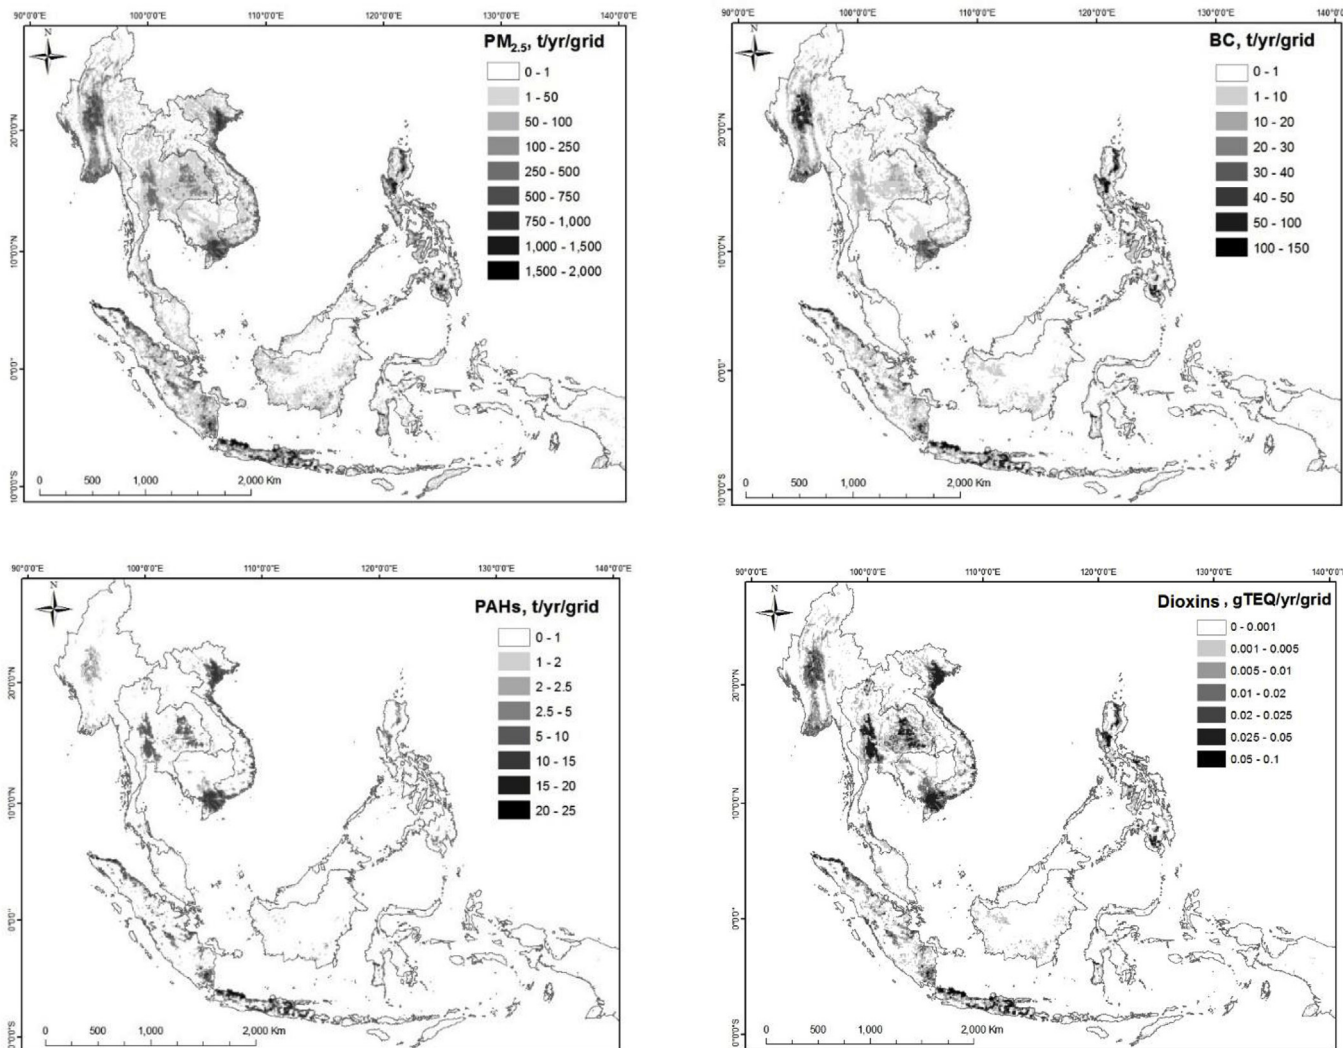 90°0'0"E 100°0'0"E 110°0'0"E 120°0'0"E 130°0'0"E 140°0'0"E
N
PM2.5, t/yr/grid
0 - 1
1 - 50
50 - 100
100 - 250
250 - 500
500 - 750
750 - 1,000
1,000 - 1,500
1,500 - 2,000
20°0'0"N
10°0'0"N
0°0'0"
10°0'0"S
0 500 1,000 2,000 Km
90°0'0"E 100°0'0"E 110°0'0"E 120°0'0"E 130°0'0"E
N
BC, t/yr/grid
0 - 1
1 - 10
10 - 20
20 - 30
30 - 40
40 - 50
50 - 100
100 - 150
20°0'0"N
10°0'0"N
0°0'0"
10°0'0"S
0 500 1,000 2,000 Km
90°0'0"E 100°0'0"E 110°0'0"E 120°0'0"E 130°0'0"E 140°0'0"E
N
PAHs, t/yr/grid
0 - 1
1 - 2
2 - 2.5
2.5 - 5
5 - 10
10 - 15
15 - 20
20 - 25
20°0'0"N
10°0'0"N
0°0'0"
0 500 1,000 2,000 Km
90°0'0"E 100°0'0"E 110°0'0"E 120°0'0"E 130°0'0"E
N
Dioxins , gTEQ/yr/grid
0 - 0.001
0.001 - 0.005
0.005 - 0.01
0.01 - 0.02
0.02 - 0.025
0.025 - 0.05
0.05 - 0.1
20°0'0"N
10°0'0"N
0°0'0"
0 500 1,000 2,000 Km